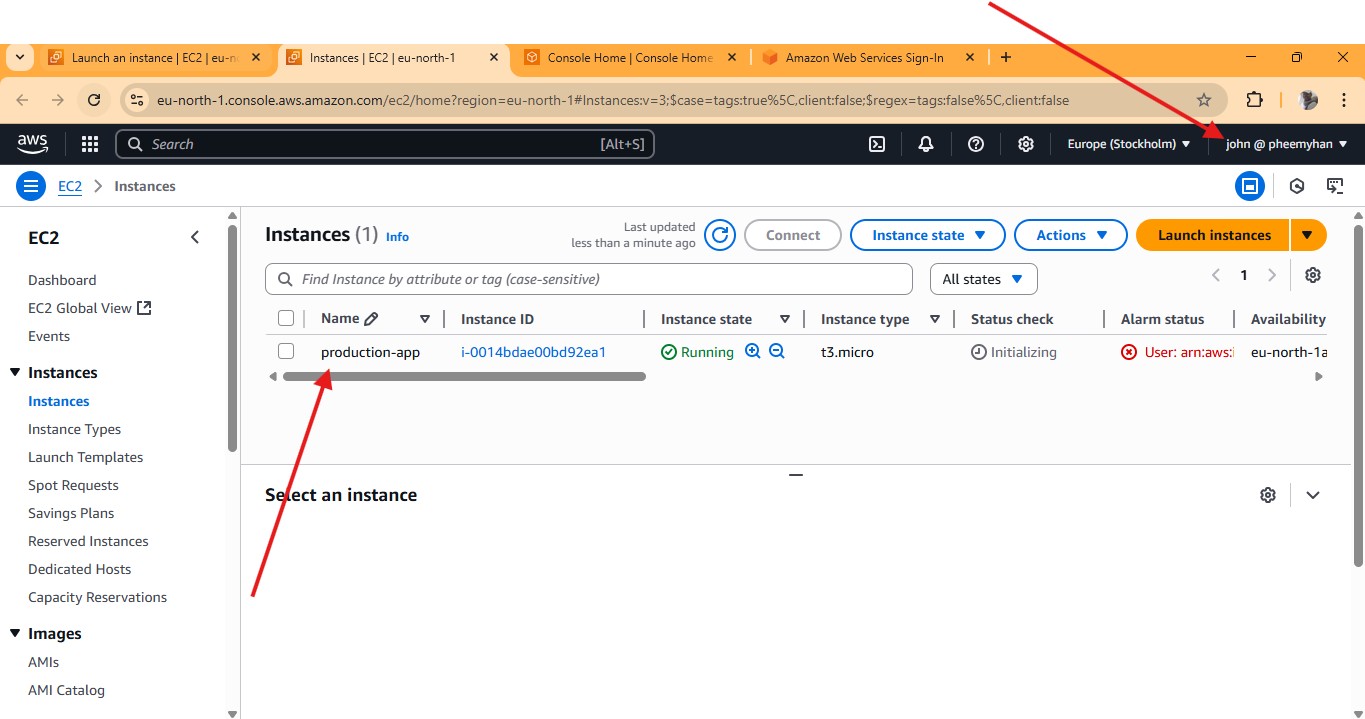 Launch an instance | EC2 | eu-n
Instances | EC2 | eu-north-1
Console Home | Console Home
Amazon Web Services Sign-In
eu-north-1.console.aws.amazon.com/ec2/home?region=eu-north-1#Instances:v=3;$case=tags:true%5C,client:false;$regex=tags:false%5C,client:false
aws
Search
[Alt+S]
Europe (Stockholm)
john @ pheemyhan
EC2
Instances
EC2
Dashboard
EC2 Global View
Events
Instances
Instances
Instance Types
Launch Templates
Spot Requests
Savings Plans
Reserved Instances
Dedicated Hosts
Capacity Reservations
Images
AMIs
AMI Catalog
Instances (1) Info
Last updated
less than a minute ago
Connect
Instance state
Actions
Launch instances
Find Instance by attribute or tag (case-sensitive)
All states
1
Name Instance ID Instance state Instance type Status check Alarm status Availability
production-app i-0014bdae00bd92ea1 Running t3.micro Initializing User: arn:aws:i eu-north-1a
Select an instance